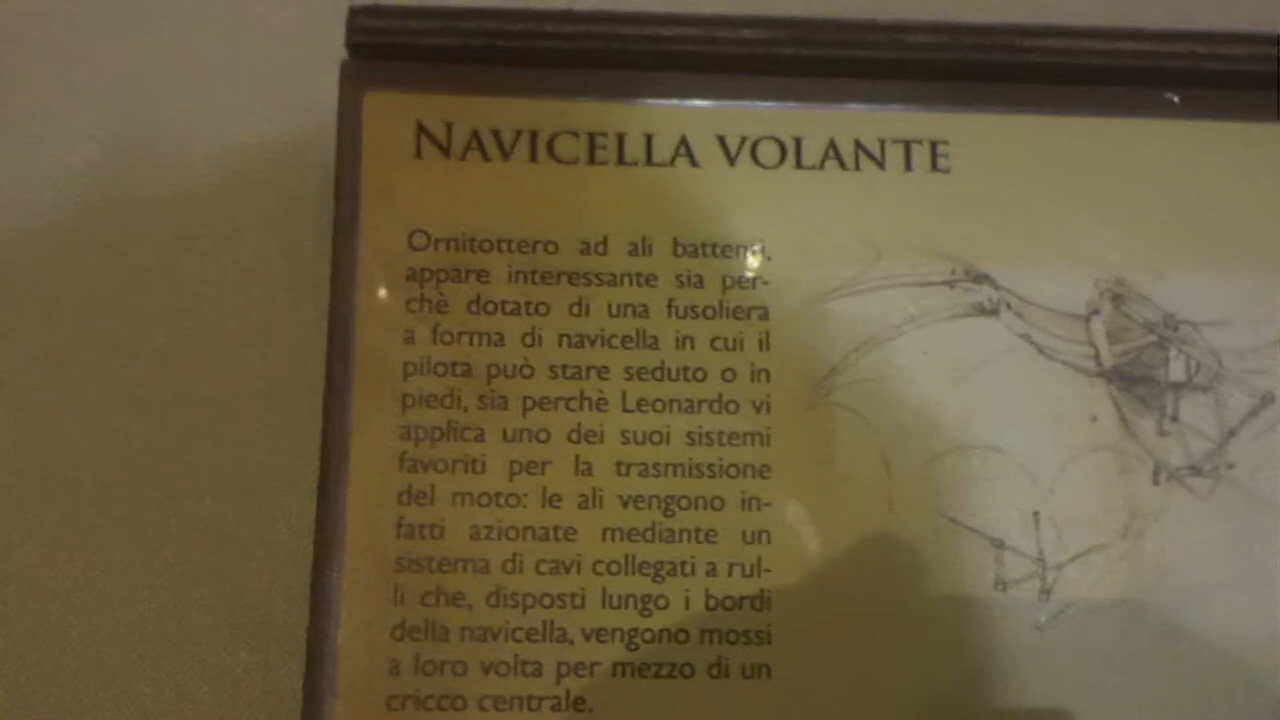 NAVICELLA VOLANTE
Ornitottero ad ali battenti,
appare interessante sia per-
chè dotato di una fusoliera
a forma di navicella in cui il
pilota può stare seduto o in
piedi, sia perchè Leonardo vi
applica uno dei suoi sistemi
favoriti per la trasmissione
del moto: le ali vengono in-
fatti azionate mediante un
sistema di cavi collegati a rul-
li che, disposti lungo i bordi
della navicella, vengono mossi
a loro volta per mezzo di un
cricco centrale.